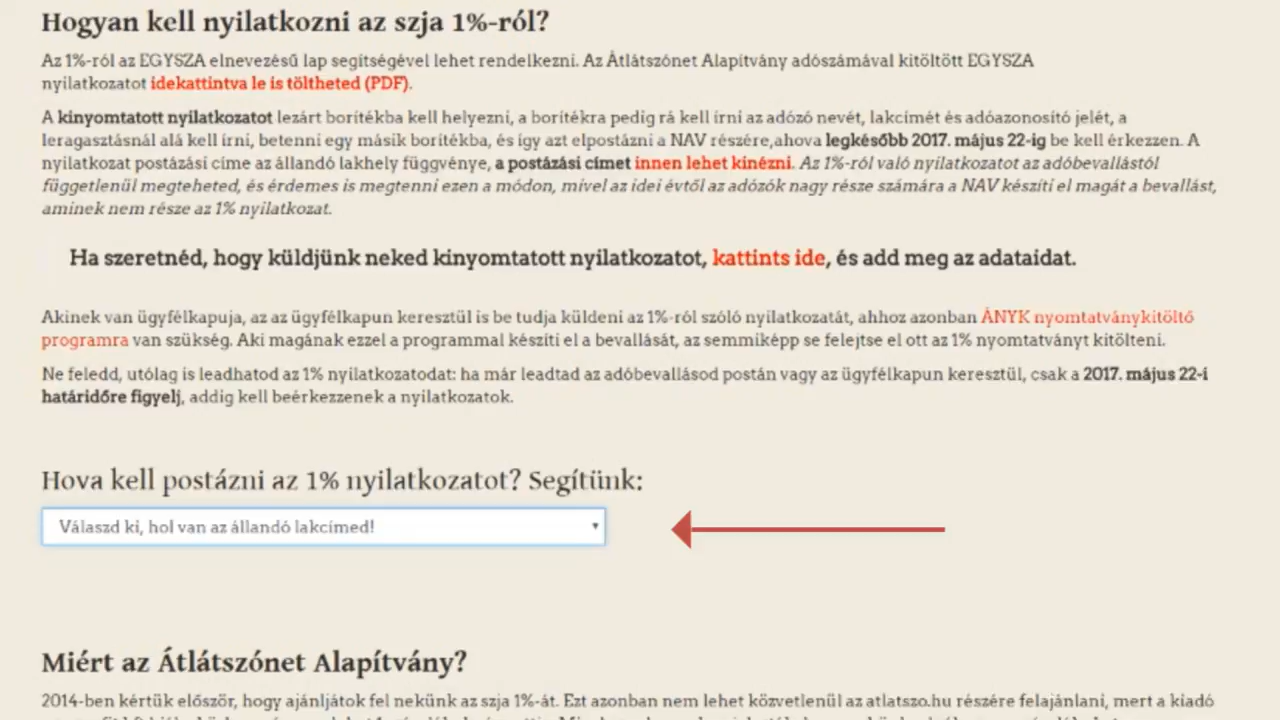 Hogyan kell nyilatkozni az szja 1%-ról?
Az 1%-ról az EGYSZA elnevezésű lap segítségével lehet rendelkezni. Az Átlátszónet Alapítvány adószámával kitöltött EGYSZA
nyilatkozatot idekattintva le is töltheted (PDF).
A kinyomtatott nyilatkozatot lezárt borítékba kell helyezni, a borítékra pedig rá kell írni az adózó nevét, lakcímét és adóazonosító jelét, a
leragasztásnál alá kell írni, betenni egy másik borítékba, és így azt elpostázni a NAV részére,ahova legkésőbb 2017. május 22-ig be kell érkezzen. A
nyilatkozat postázási címe az állandó lakhely függvénye, a postázási címet innen lehet kinézni. Az 1%-ról való nyilatkozatot az adóbevallástól
függetlenül megteheted, és érdemes is megtenni ezen a módon, mivel az idei évtől az adózók nagy része számára a NAV készíti el magát a bevallást,
aminek nem része az 1% nyilatkozat.
Ha szeretnéd, hogy küldjünk neked kinyomtatott nyilatkozatot, kattints ide, és add meg az adataidat.
Akinek van ügyfélkapuja, az az ügyfélkapun keresztül is be tudja küldeni az 1%-ról szóló nyilatkozatát, ahhoz azonban ÁNYK nyomtatványkitöltő
programra van szükség. Aki magának ezzel a programmal készíti el a bevallását, az semmiképp se felejtse el ott az 1% nyomtatványt kitölteni.
Ne feledd, utólag is leadhatod az 1% nyilatkozatodat: ha már leadtad az adóbevallásod postán vagy az ügyfélkapun keresztül, csak a 2017. május 22-i
határidőre figyelj, addig kell beérkezzenek a nyilatkozatok.
Hova kell postázni az 1% nyilatkozatot? Segítünk:
Válaszd ki, hol van az állandó lakcímed!
Miért az Átlátszónet Alapítvány?
2014-ben kértük először, hogy ajánljátok fel nekünk az szja 1%-át. Ezt azonban nem lehet közvetlenül az atlatszo.hu részére felajánlani, mert a kiadó